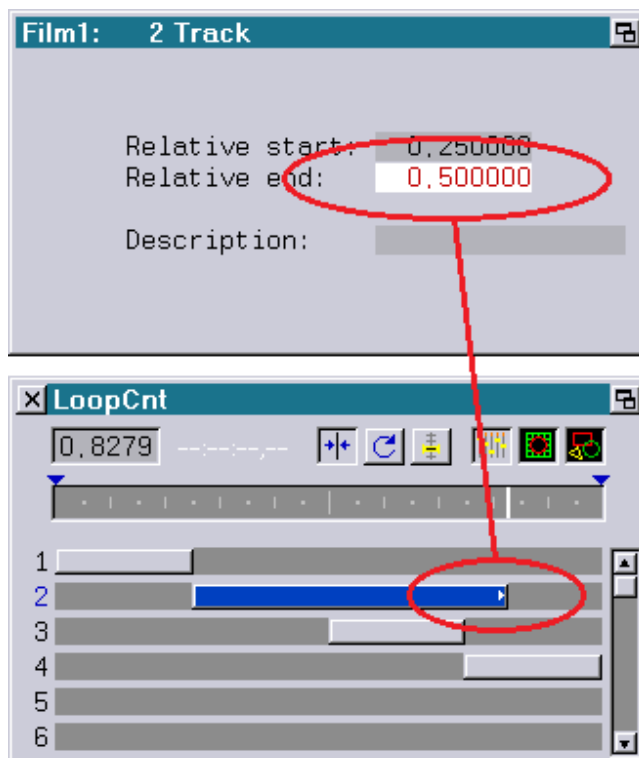 Film1: 2 Track
Relative start: 0,250000
Relative end: 0,500000
Description:
LoopCnt
0,8279 --:--:--,--
1
2
3
4
5
6